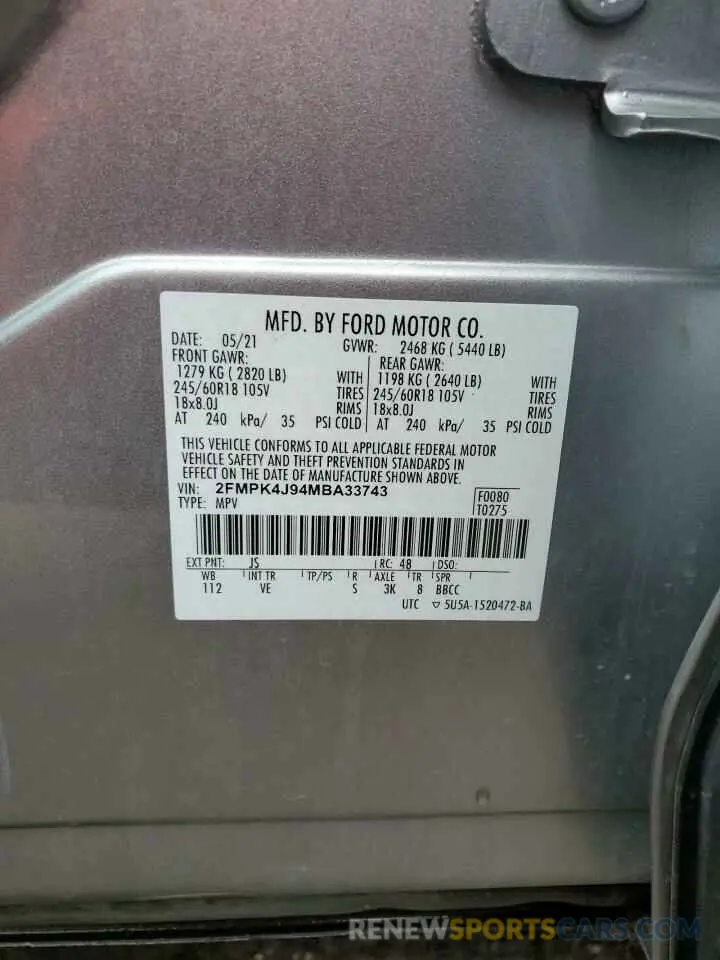 MFD. BY FORD MOTOR CO.
DATE: 05/21 GVWR: 2468 KG ( 5440 LB)
FRONT GAWR: REAR GAWR:
1279 KG ( 2820 LB) WITH 1198 KG ( 2640 LB) WITH
245/60R18 105V TIRES 245/60R18 105V TIRES
18x8.0J RIMS 18x8.0J RIMS
AT 240 kPa/ 35 PSI COLD AT 240 kPa/ 35 PSI COLD
THIS VEHICLE CONFORMS TO ALL APPLICABLE FEDERAL MOTOR
VEHICLE SAFETY AND THEFT PREVENTION STANDARDS IN
EFFECT ON THE DATE OF MANUFACTURE SHOWN ABOVE.
VIN: 2FMPK4J94MBA33743 F0080
TYPE: MPV T0275
EXT PNT: JS RC: 48 DSO:
WB INT TR TP/PS R AXLE TR SPR
112 VE S 3K 8 BBCC
UTC ▽ 5U5A-1520472-BA
RENEWSPORTSCARS.COM